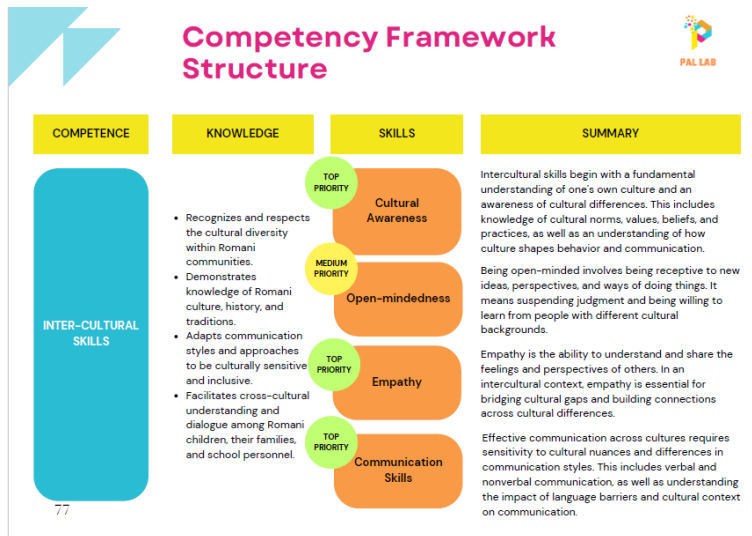 Competency Framework
Structure
PAL LAB
COMPETENCE
KNOWLEDGE
SKILLS
SUMMARY
INTER-CULTURAL
SKILLS
• Recognizes and respects
the cultural diversity
within Romani
communities.
• Demonstrates
knowledge of Romani
culture, history, and
traditions.
• Adapts communication
styles and approaches
to be culturally sensitive
and inclusive.
• Facilitates cross-cultural
understanding and
dialogue among Romani
children, their families,
and school personnel.
TOP
PRIORITY
Cultural
Awareness
Intercultural skills begin with a fundamental
understanding of one's own culture and an
awareness of cultural differences. This includes
knowledge of cultural norms, values, beliefs, and
practices, as well as an understanding of how
culture shapes behavior and communication.
MEDIUM
PRIORITY
Open-mindedness
Being open-minded involves being receptive to new
ideas, perspectives, and ways of doing things. It
means suspending judgment and being willing to
learn from people with different cultural
backgrounds.
TOP
PRIORITY
Empathy
Empathy is the ability to understand and share the
feelings and perspectives of others. In an
intercultural context, empathy is essential for
bridging cultural gaps and building connections
across cultural differences.
TOP
PRIORITY
Communication
Skills
Effective communication across cultures requires
sensitivity to cultural nuances and differences in
communication styles. This includes verbal and
nonverbal communication, as well as understanding
the impact of language barriers and cultural context
on communication.
77